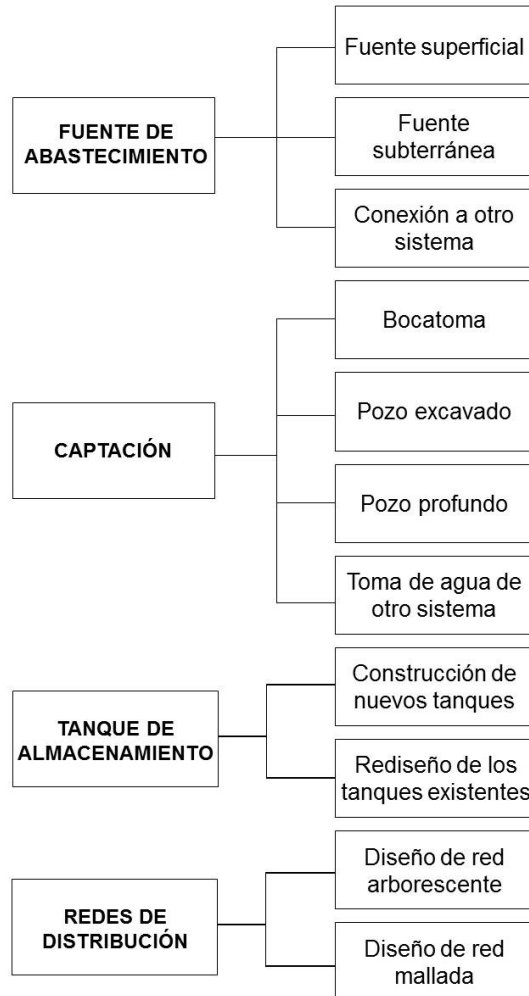 FUENTE DE
ABASTECIMIENTO
Fuente superficial
Fuente
subterránea
Conexión a otro
sistema
CAPTACIÓN
Bocatoma
Pozo excavado
Pozo profundo
Toma de agua de
otro sistema
TANQUE DE
ALMACENAMIENTO
Construcción de
nuevos tanques
Rediseño de los
tanques existentes
REDES DE
DISTRIBUCIÓN
Diseño de red
arborescente
Diseño de red
mallada